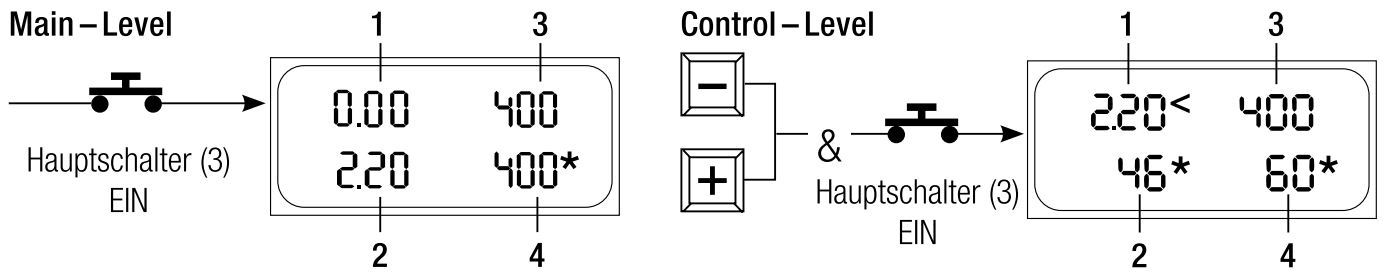 Main – Level
1 3
0.00 400
2.20 400*
2 4
Hauptschalter (3)
EIN
Control – Level
1 3
−
+
&
2.20< 400
46* 60*
2 4
Hauptschalter (3)
EIN